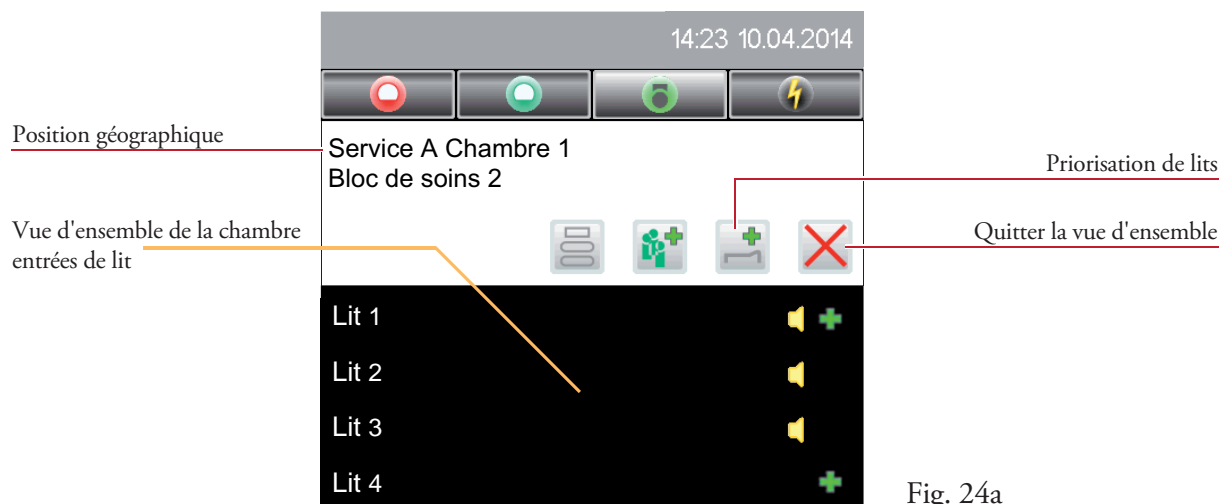 14:23 10.04.2014
Position géographique
Service A Chambre 1
Bloc de soins 2
Priorisation de lits
Vue d'ensemble de la chambre
entrées de lit
Quitter la vue d'ensemble
Lit 1
Lit 2
Lit 3
Lit 4
Fig. 24a